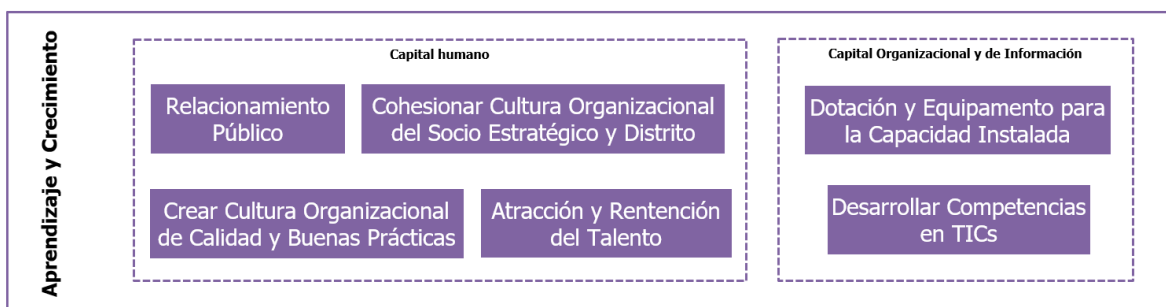 Aprendizaje y Crecimiento
Capital humano
Relacionamiento
Público
Cohesionar Cultura Organizacional
del Socio Estratégico y Distrito
Crear Cultura Organizacional
de Calidad y Buenas Prácticas
Atracción y Rentención
del Talento
Capital Organizacional y de Información
Dotación y Equipamento para
la Capacidad Instalada
Desarrollar Competencias
en TICs